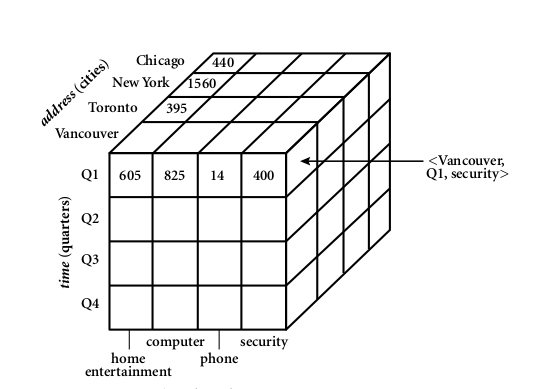 Chicago
440
New York
1560
address (cities)
Toronto
395
Vancouver
<Vancouver,
Q1, security>
Q1
605 825 14 400
Q2
time (quarters)
Q3
Q4
computer security
home phone
entertainment